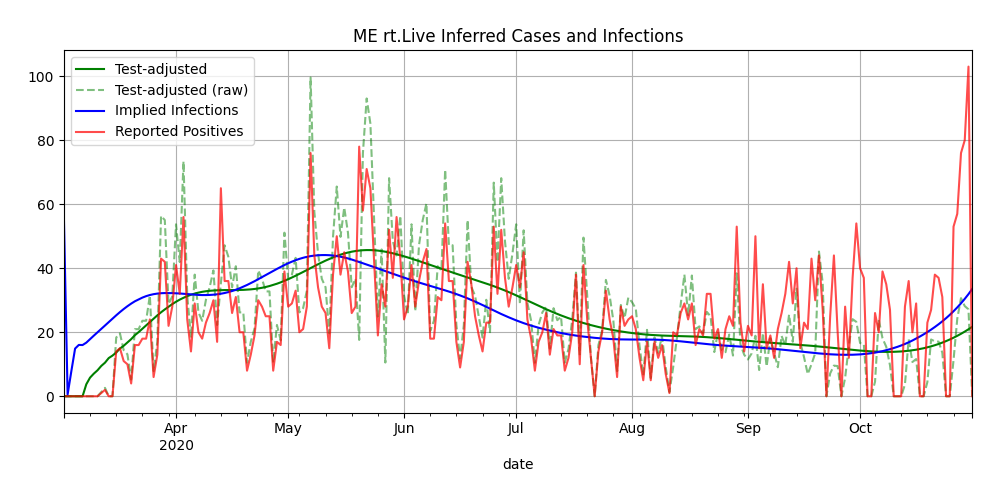 ME rt.Live Inferred Cases and Infections
Test-adjusted
Test-adjusted (raw)
Implied Infections
Reported Positives
100
80
60
40
20
0
Apr May Jun Jul Aug Sep Oct
2020
date